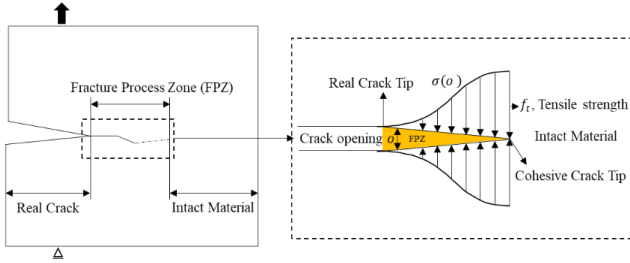 Fracture Process Zone (FPZ)
Real Crack
Intact Material
Real Crack Tip
σ(o)
f_t, Tensile strength
Crack opening o
FPZ
Intact Material
Cohesive Crack Tip